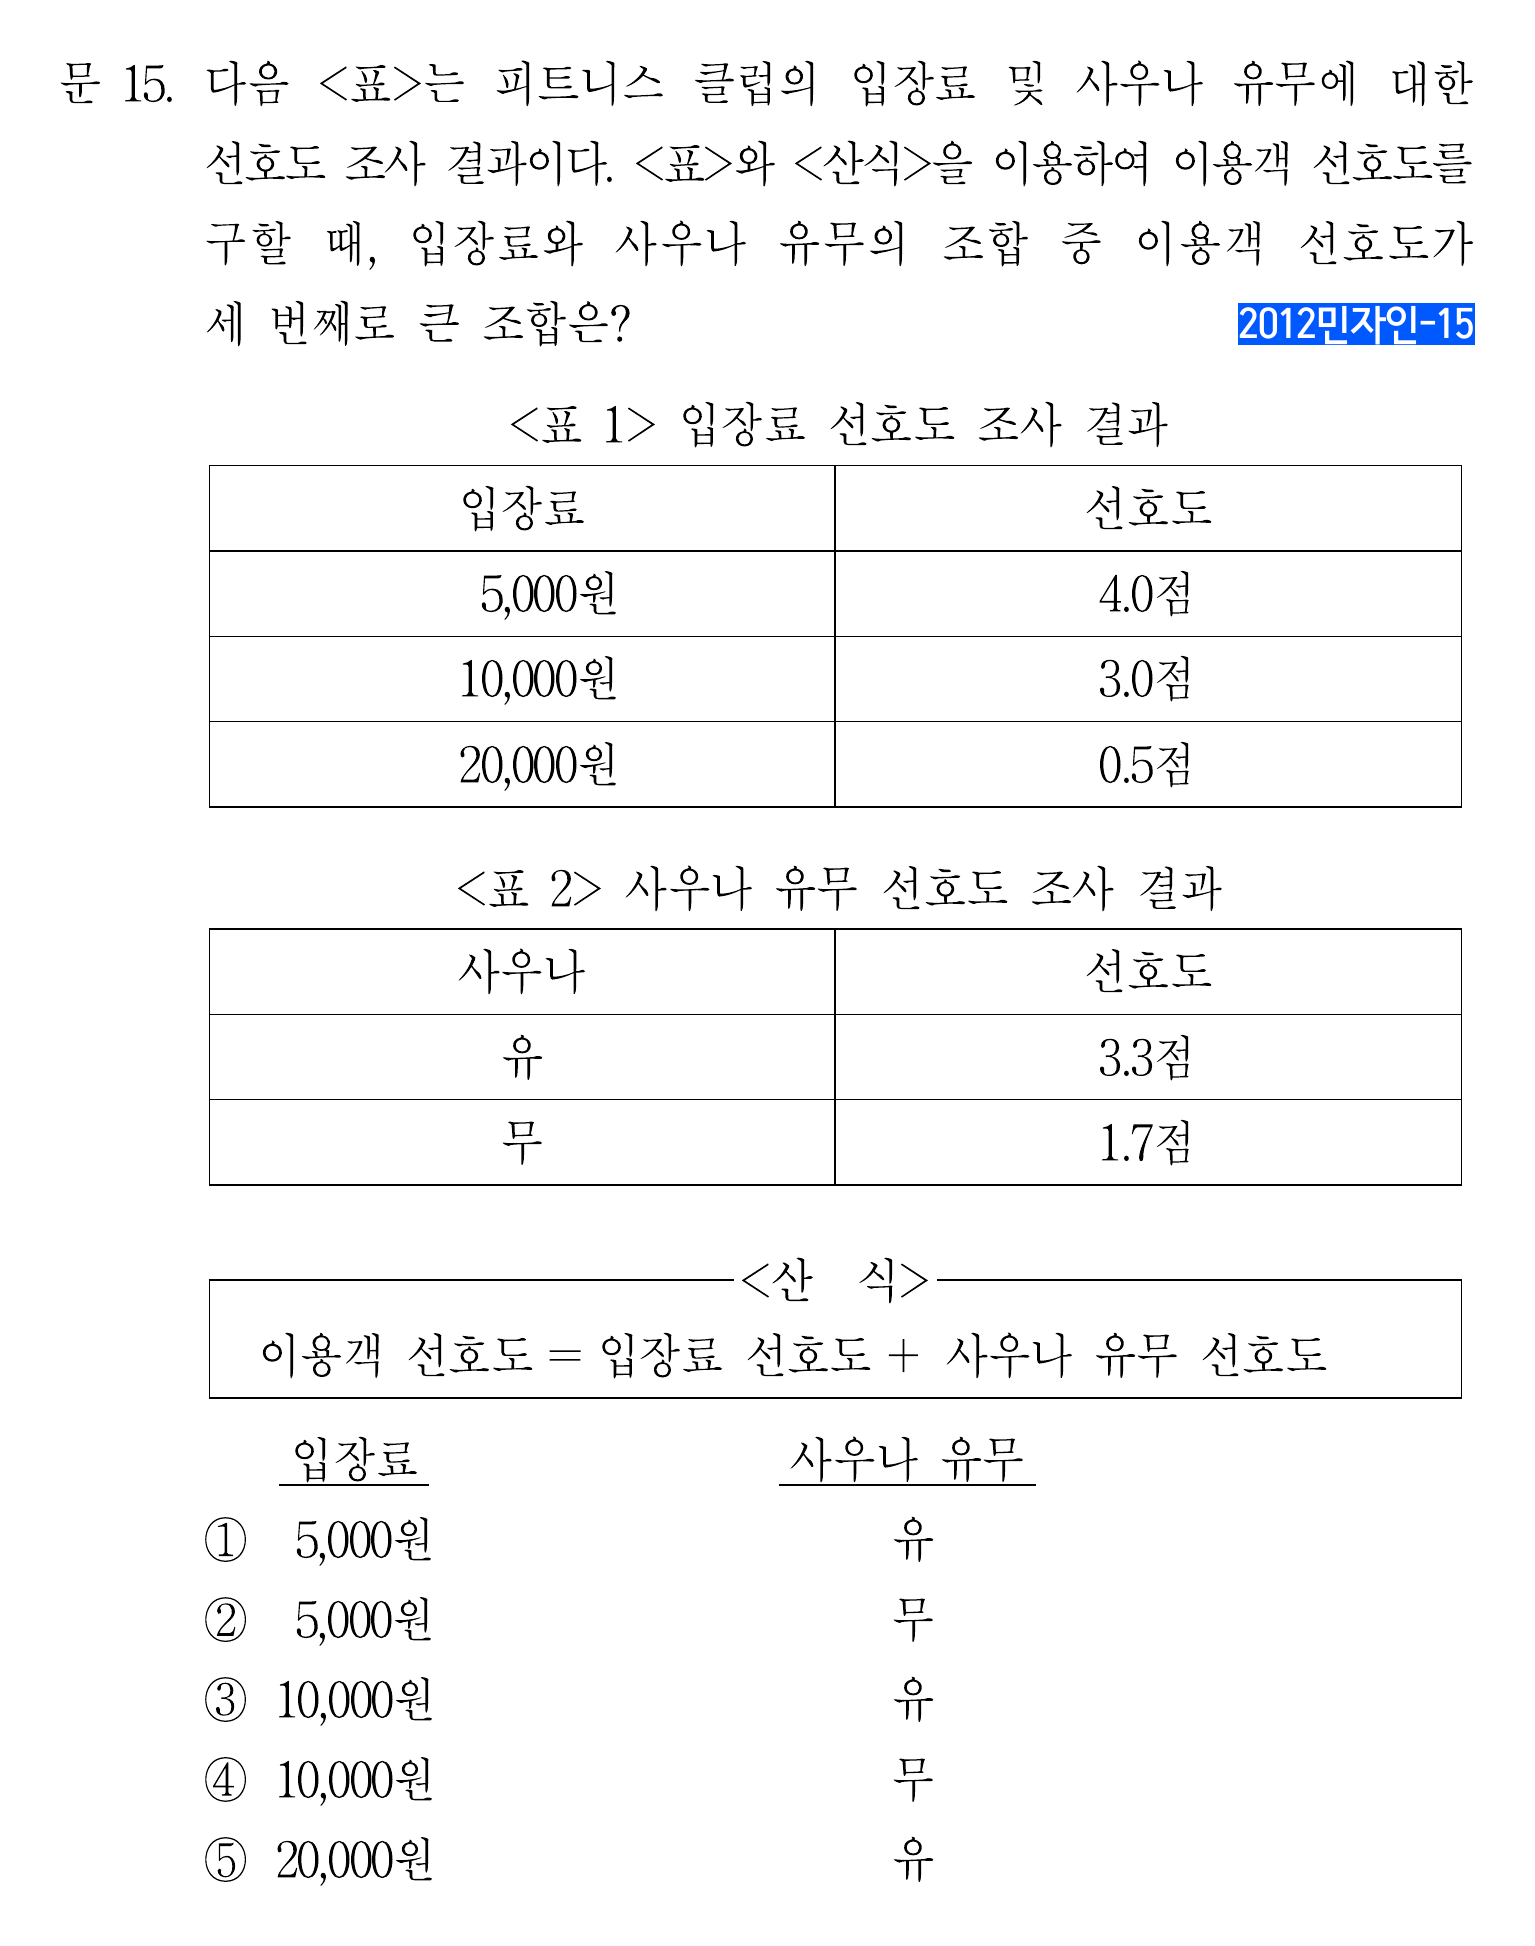 문 15. 다음 <표>는 피트니스 클럽의 입장료 및 사우나 유무에 대한
선호도 조사 결과이다. <표>와 <산식>을 이용하여 이용객 선호도를
구할 때, 입장료와 사우나 유무의 조합 중 이용객 선호도가
세 번째로 큰 조합은? 2012민자인-15
<표 1> 입장료 선호도 조사 결과
입장료 선호도
5,000원 4.0점
10,000원 3.0점
20,000원 0.5점
<표 2> 사우나 유무 선호도 조사 결과
사우나 선호도
유 3.3점
무 1.7점
<산 식>
이용객 선호도 = 입장료 선호도 + 사우나 유무 선호도
입장료 사우나 유무
① 5,000원 유
② 5,000원 무
③ 10,000원 유
④ 10,000원 무
⑤ 20,000원 유